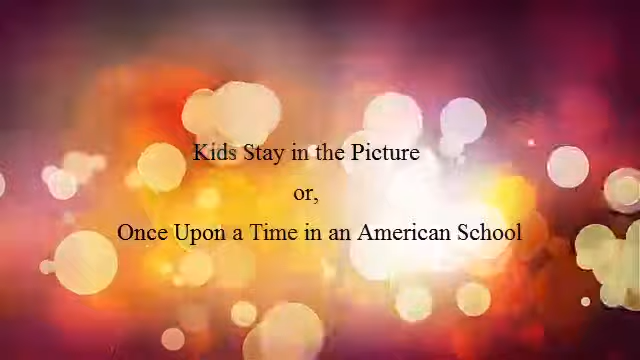 Kids Stay in the Picture
or,
Once Upon a Time in an American School